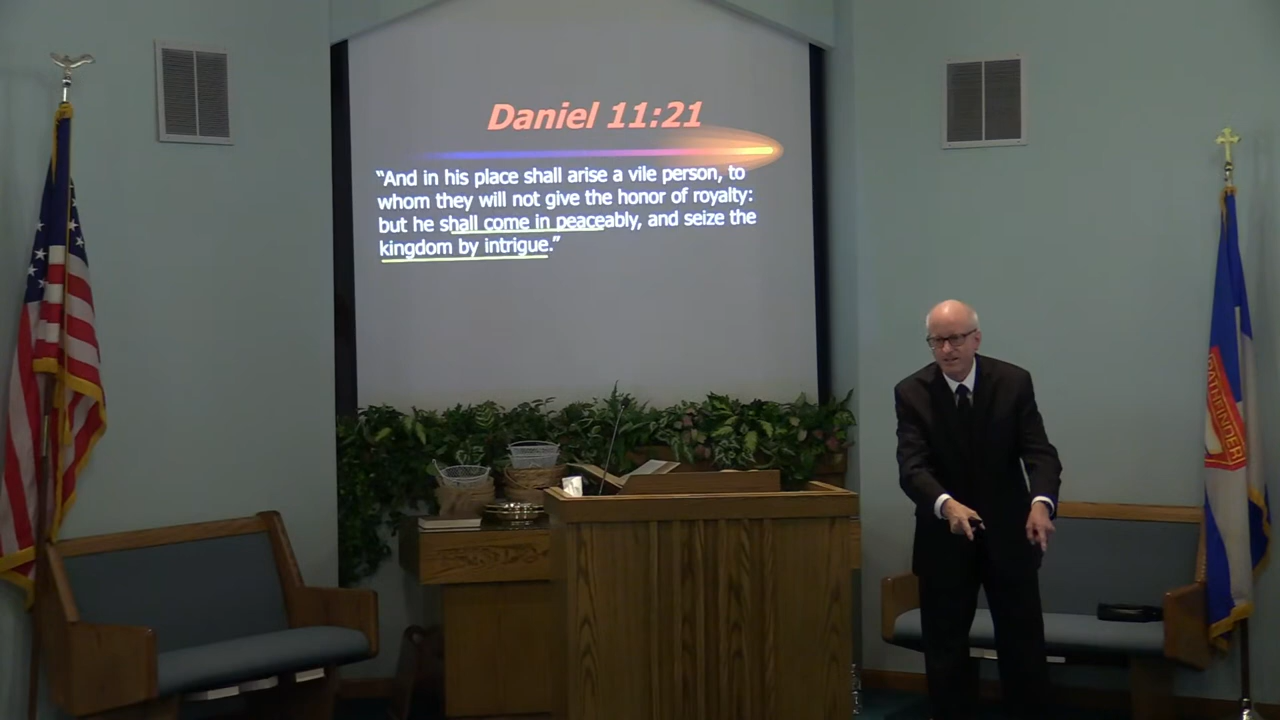 Daniel 11:21
“And in his place shall arise a vile person, to
whom they will not give the honor of royalty:
but he shall come in peaceably, and seize the
kingdom by intrigue.”
PATHFINDER